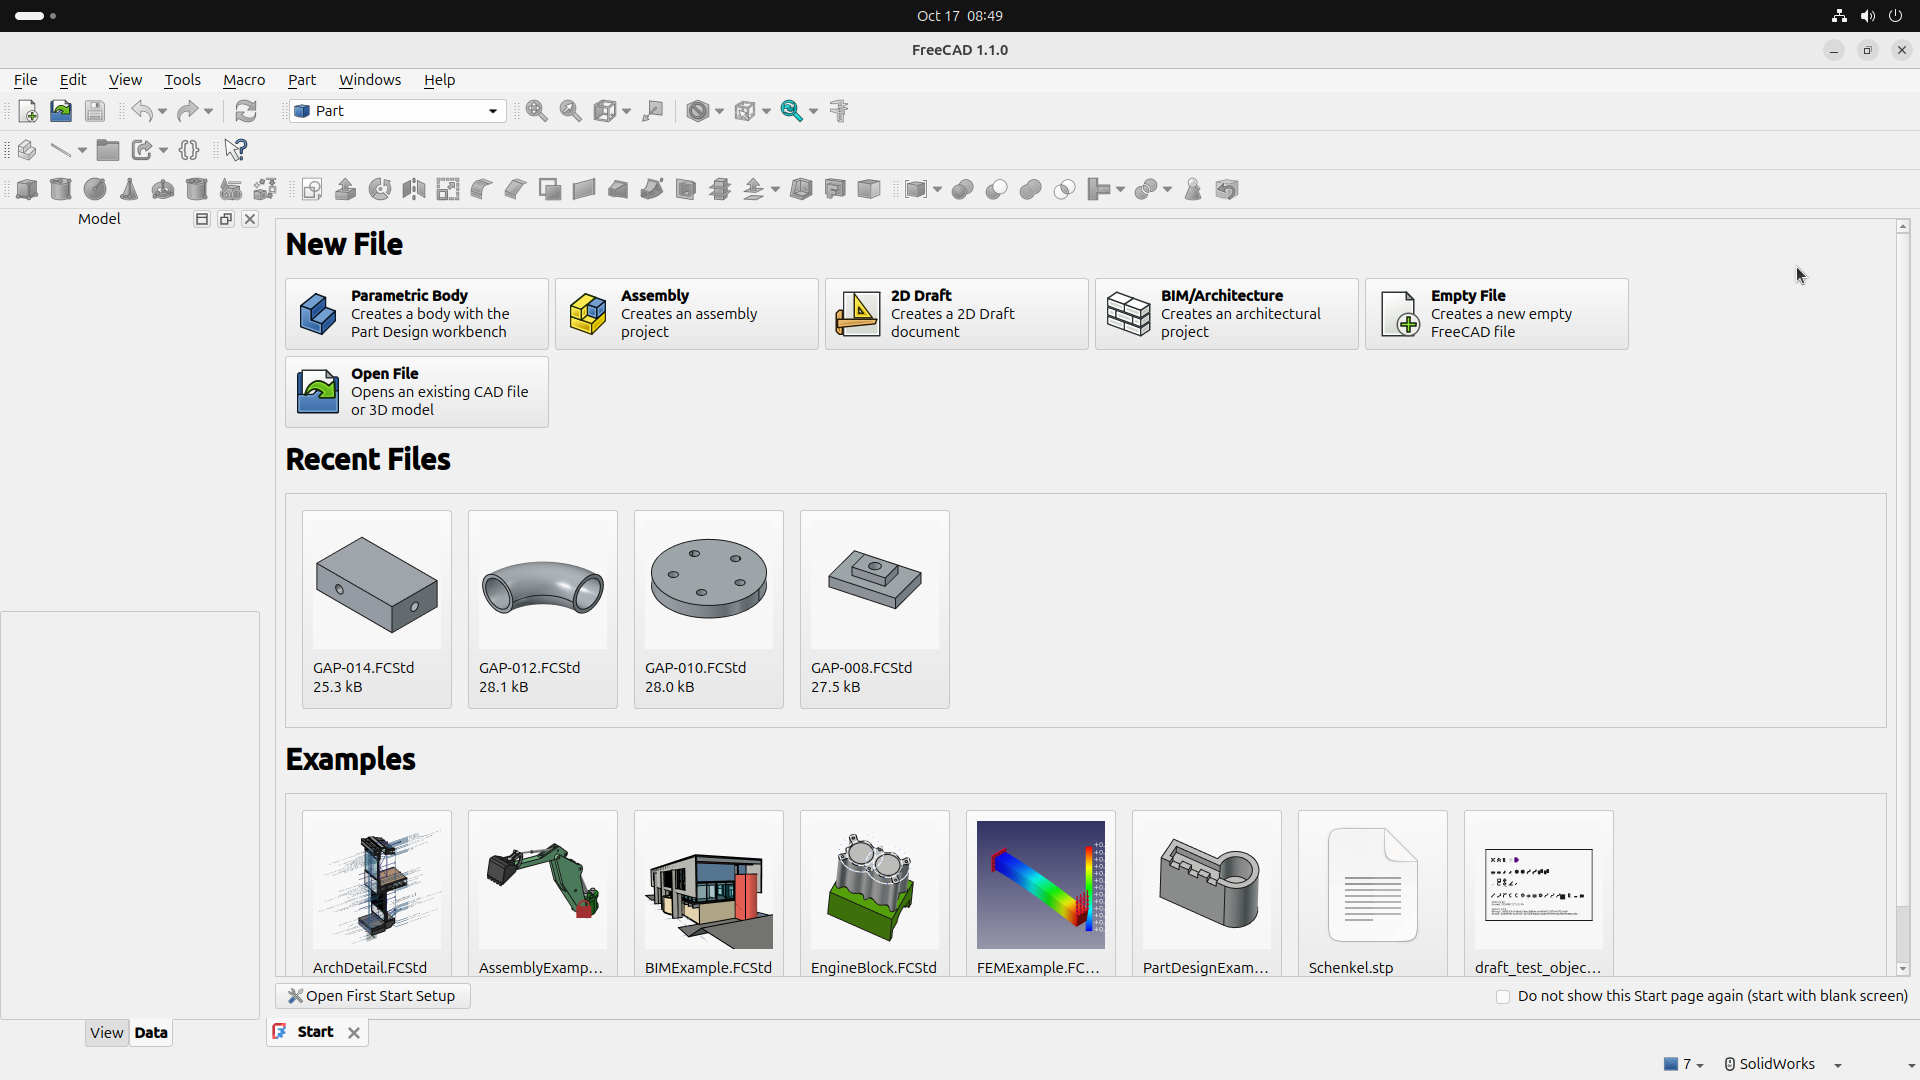 Oct 17 08:49
FreeCAD 1.1.0
File Edit View Tools Macro Part Windows Help
Part
Model
New File
Parametric Body
Creates a body with the
Part Design workbench
Assembly
Creates an assembly
project
2D Draft
Creates a 2D Draft
document
BIM/Architecture
Creates an architectural
project
Empty File
Creates a new empty
FreeCAD file
Open File
Opens an existing CAD file
or 3D model
Recent Files
GAP-014.FCStd
25.3 kB
GAP-012.FCStd
28.1 kB
GAP-010.FCStd
28.0 kB
GAP-008.FCStd
27.5 kB
Examples
ArchDetail.FCStd
AssemblyExamp...
BIMExample.FCStd
EngineBlock.FCStd
FEMExample.FC...
PartDesignExam...
Schenkel.stp
draft_test_objec...
Open First Start Setup
Do not show this Start page again (start with blank screen)
View Data
Start
7
SolidWorks